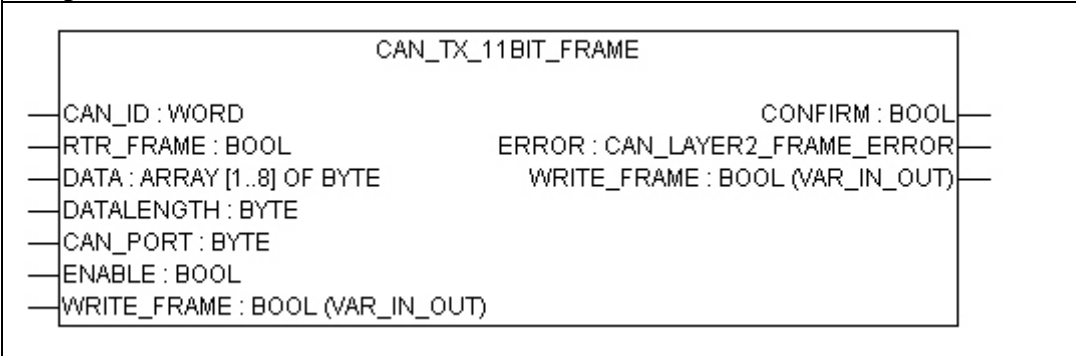 CAN_TX_11BIT_FRAME
CAN_ID : WORD
CONFIRM : BOOL
RTR_FRAME : BOOL
ERROR : CAN_LAYER2_FRAME_ERROR
DATA : ARRAY [1..8] OF BYTE
WRITE_FRAME : BOOL (VAR_IN_OUT)
DATALENGTH : BYTE
CAN_PORT : BYTE
ENABLE : BOOL
WRITE_FRAME : BOOL (VAR_IN_OUT)